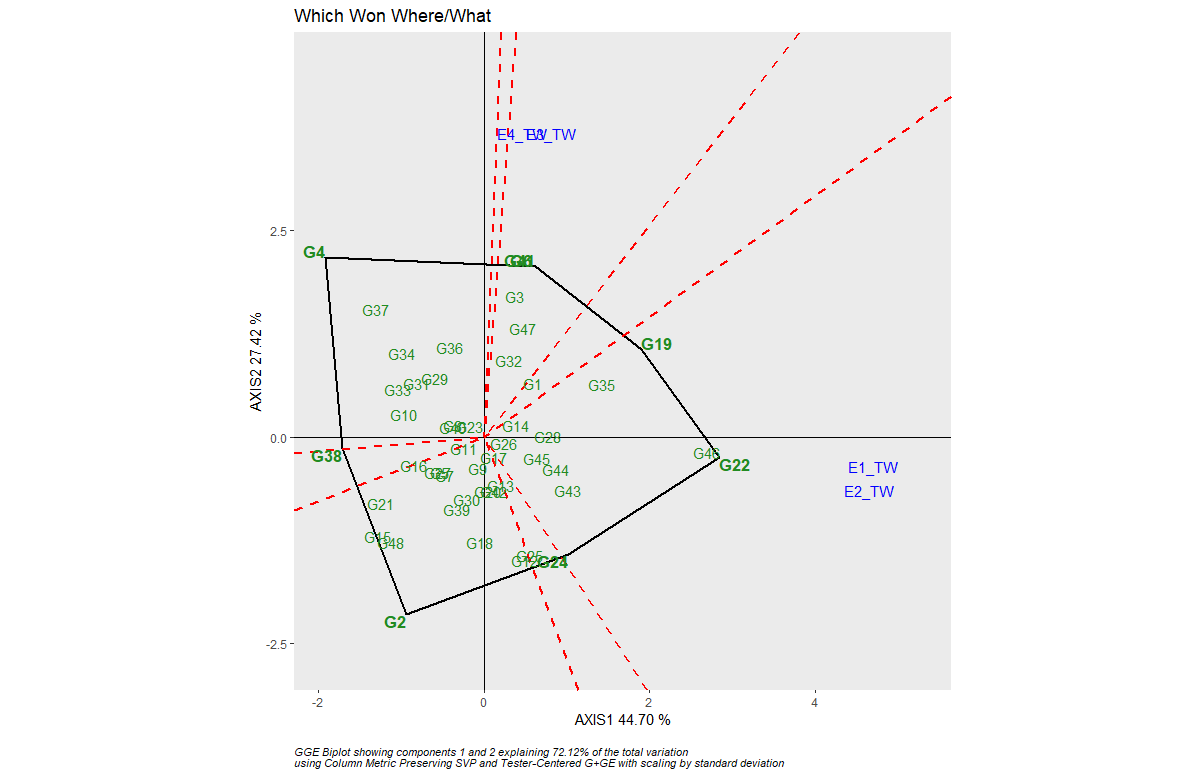 Which Won Where/What
E3_TW
2.5
G4
G3
G37
G47
G19
G36
G34
G32
G29
G31
G1
G35
G33
G10
AXIS2 27.42 %
G23
G14
0.0
G28
G26
G11
G46
G38
G17
G45
G22
G16
G9
G44
E1_TW
G7
G13
G43
E2_TW
G30
G21
G39
G15
G48
G18
G24
G2
-2.5
-2
0
2
4
AXIS1 44.70 %
GGE Biplot showing components 1 and 2 explaining 72.12% of the total variation
using Column Metric Preserving SVP and Tester-Centered G+GE with scaling by standard deviation